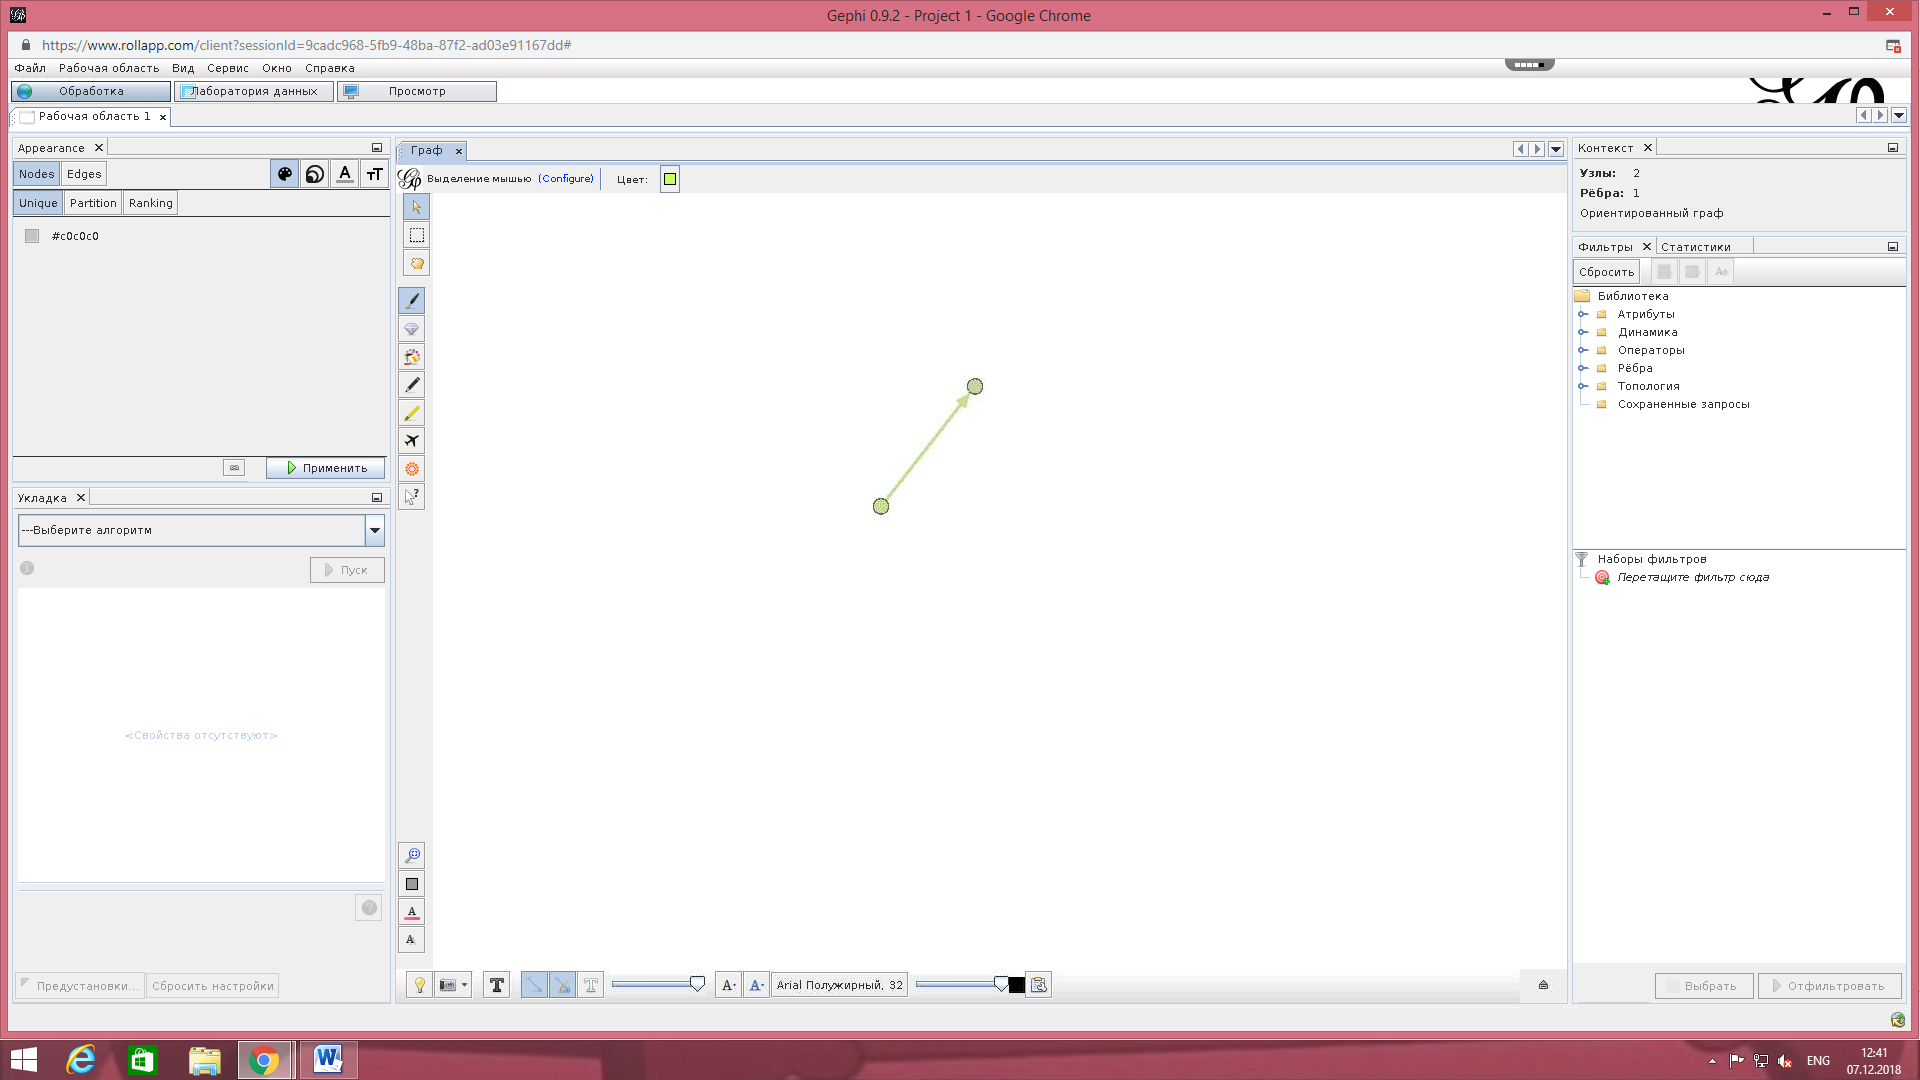 Gephi 0.9.2 - Project 1 - Google Chrome
https://www.rollapp.com/client?sessionId=9cadc968-5fb9-48ba-87f2-ad03e91167dd#
Файл Рабочая область Вид Сервис Окно Справка
Обработка Лаборатория данных Просмотр
Рабочая область 1
Appearance
Nodes Edges
Unique Partition Ranking
#c0c0c0
Применить
Укладка
---Выберите алгоритм
Пуск
<Свойства отсутствуют>
Предустановки... Сбросить настройки
Граф
Выделение мышью (Configure) Цвет:
Arial Полужирный, 32
Контекст
Узлы: 2
Рёбра: 1
Ориентированный граф
Фильтры Статистики
Сбросить
Библиотека
Атрибуты
Динамика
Операторы
Рёбра
Топология
Сохраненные запросы
Наборы фильтров
Перетащите фильтр сюда
Выбрать Отфильтровать
ENG
12:41
07.12.2018